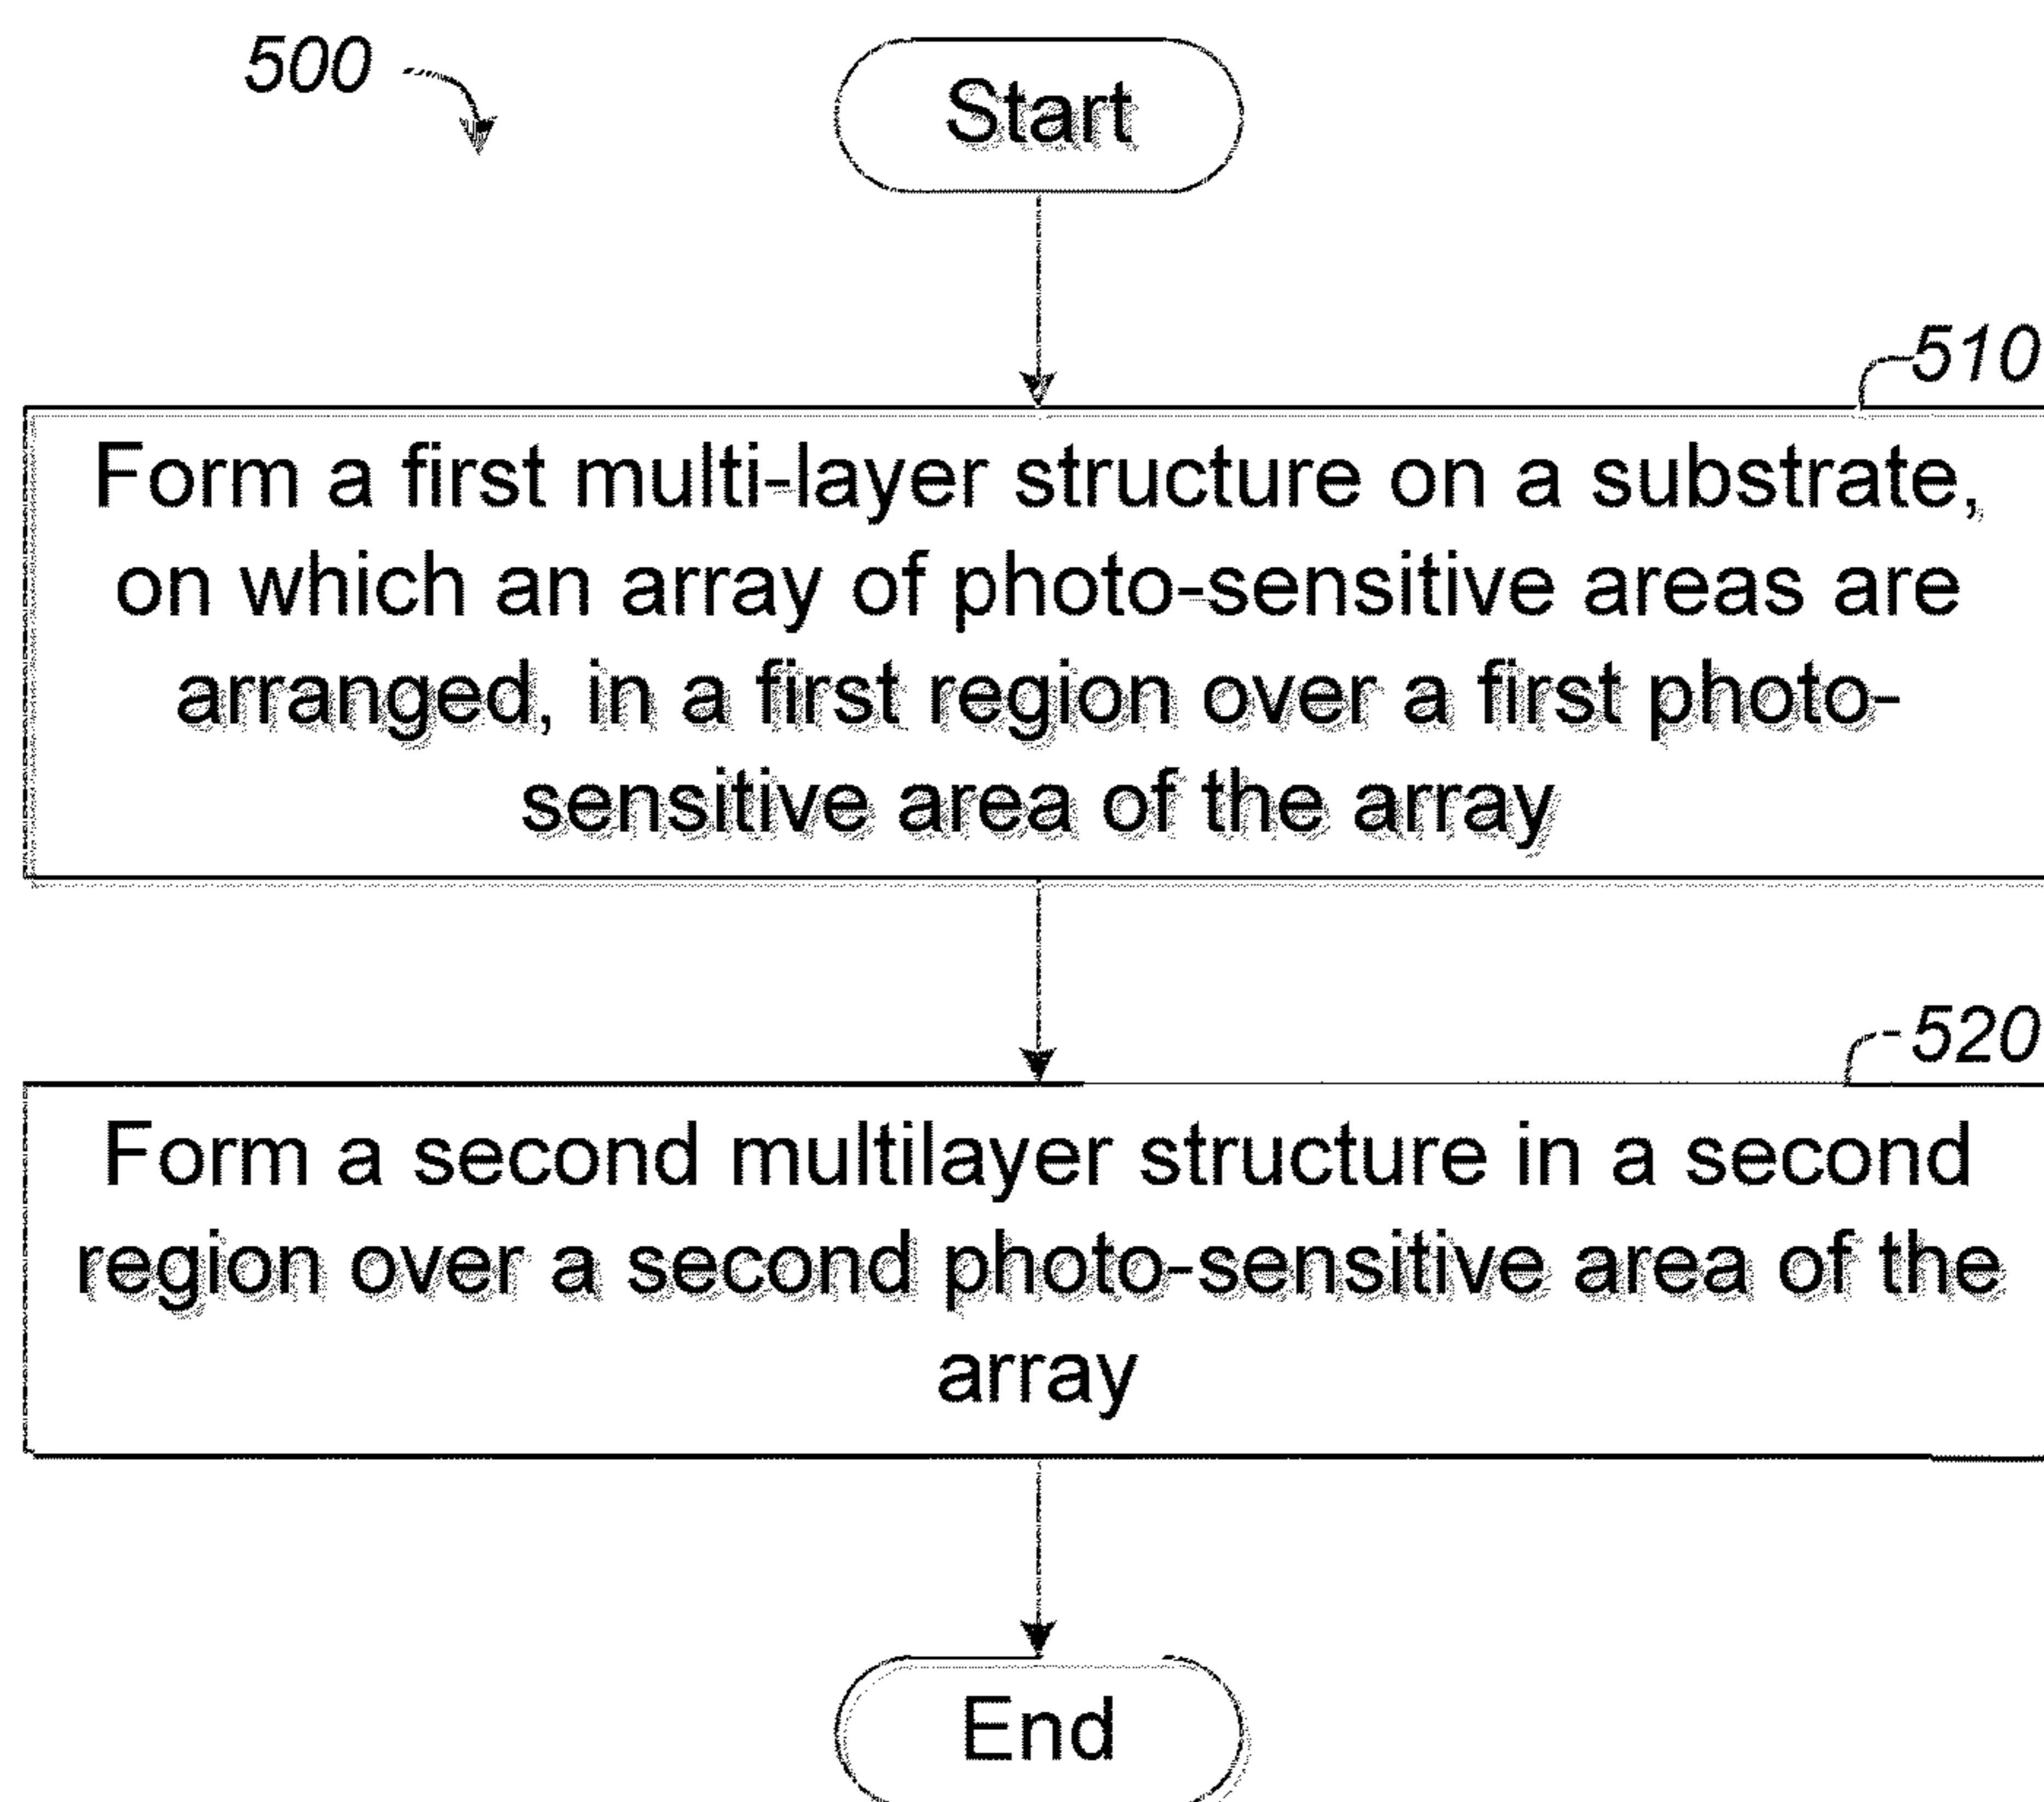 500
Start
510
Form a first multi-layer structure on a substrate,
on which an array of photo-sensitive areas are
arranged, in a first region over a first photo-
sensitive area of the array
520
Form a second multilayer structure in a second
region over a second photo-sensitive area of the
array
End